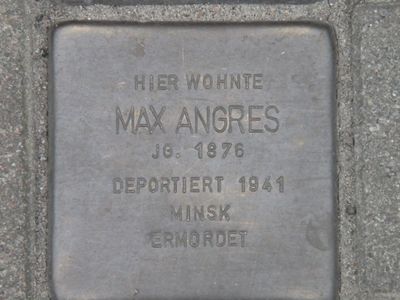 HIER WOHNTE
MAX ANGRES
JG. 1876
DEPORTIERT 1941
MINSK
ERMORDET